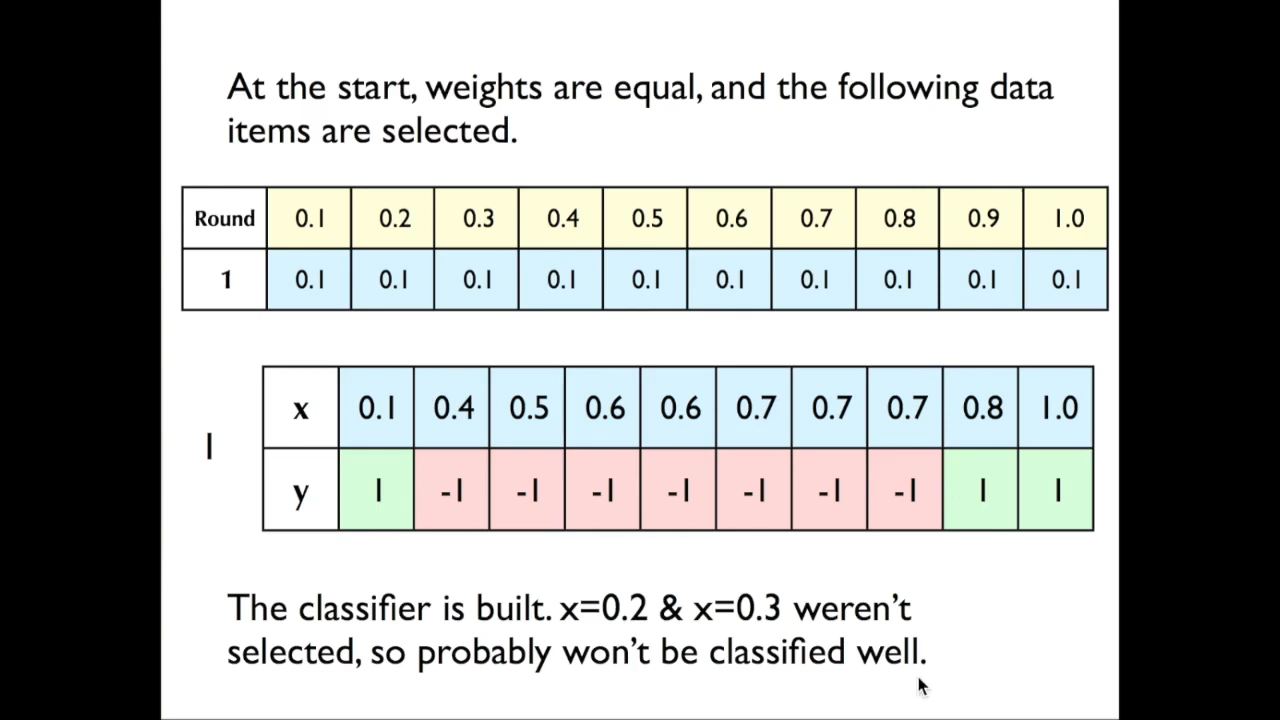 At the start, weights are equal, and the following data
items are selected.
Round 0.1 0.2 0.3 0.4 0.5 0.6 0.7 0.8 0.9 1.0
1 0.1 0.1 0.1 0.1 0.1 0.1 0.1 0.1 0.1 0.1
x 0.1 0.4 0.5 0.6 0.6 0.7 0.7 0.7 0.8 1.0
1
y 1 -1 -1 -1 -1 -1 -1 -1 1 1
The classifier is built. x=0.2 & x=0.3 weren't
selected, so probably won't be classified well.